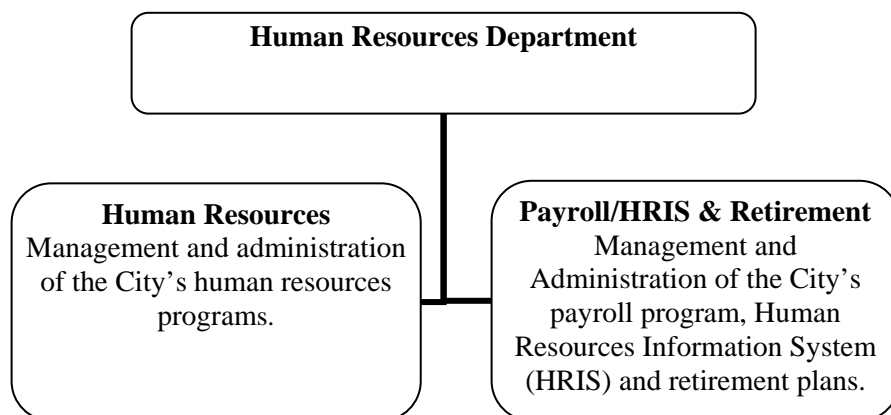 Human Resources Department
Human Resources
Management and administration
of the City’s human resources
programs.
Payroll/HRIS & Retirement
Management and
Administration of the City’s
payroll program, Human
Resources Information System
(HRIS) and retirement plans.